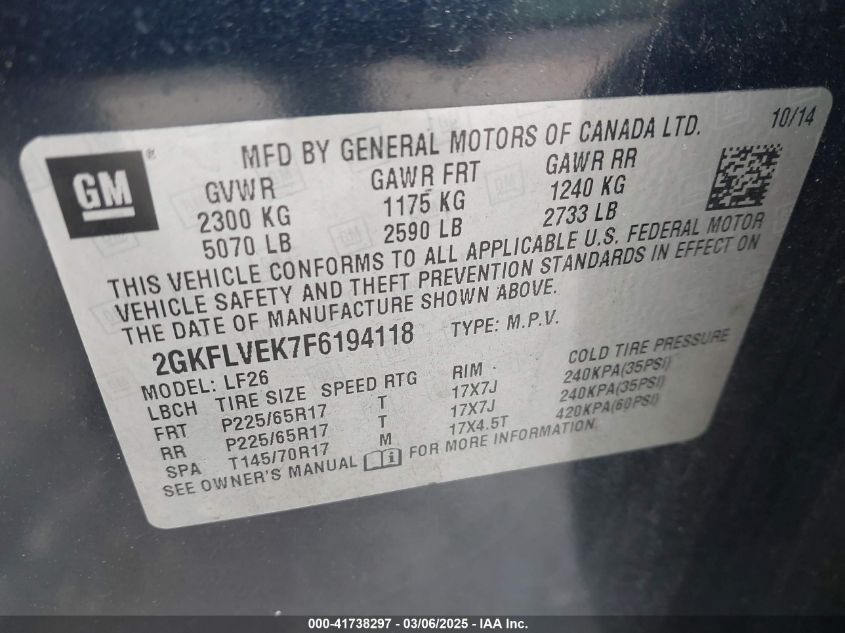 GM
®
MFD BY GENERAL MOTORS OF CANADA LTD.
10/14
GVWR GAWR FRT GAWR RR
2300 KG 1175 KG 1240 KG
5070 LB 2590 LB 2733 LB
THIS VEHICLE CONFORMS TO ALL APPLICABLE U.S. FEDERAL MOTOR
VEHICLE SAFETY AND THEFT PREVENTION STANDARDS IN EFFECT ON
THE DATE OF MANUFACTURE SHOWN ABOVE.
2GKFLVEK7F6194118 TYPE: M.P.V.
MODEL: LF26
LBCH TIRE SIZE SPEED RTG RIM COLD TIRE PRESSURE
FRT P225/65R17 T 17X7J 240KPA(35PSI)
RR P225/65R17 T 17X7J 240KPA(35PSI)
SPA T145/70R17 M 17X4.5T 420KPA(60PSI)
SEE OWNER'S MANUAL FOR MORE INFORMATION.
000-41738297 - 03/06/2025 - IAA Inc.